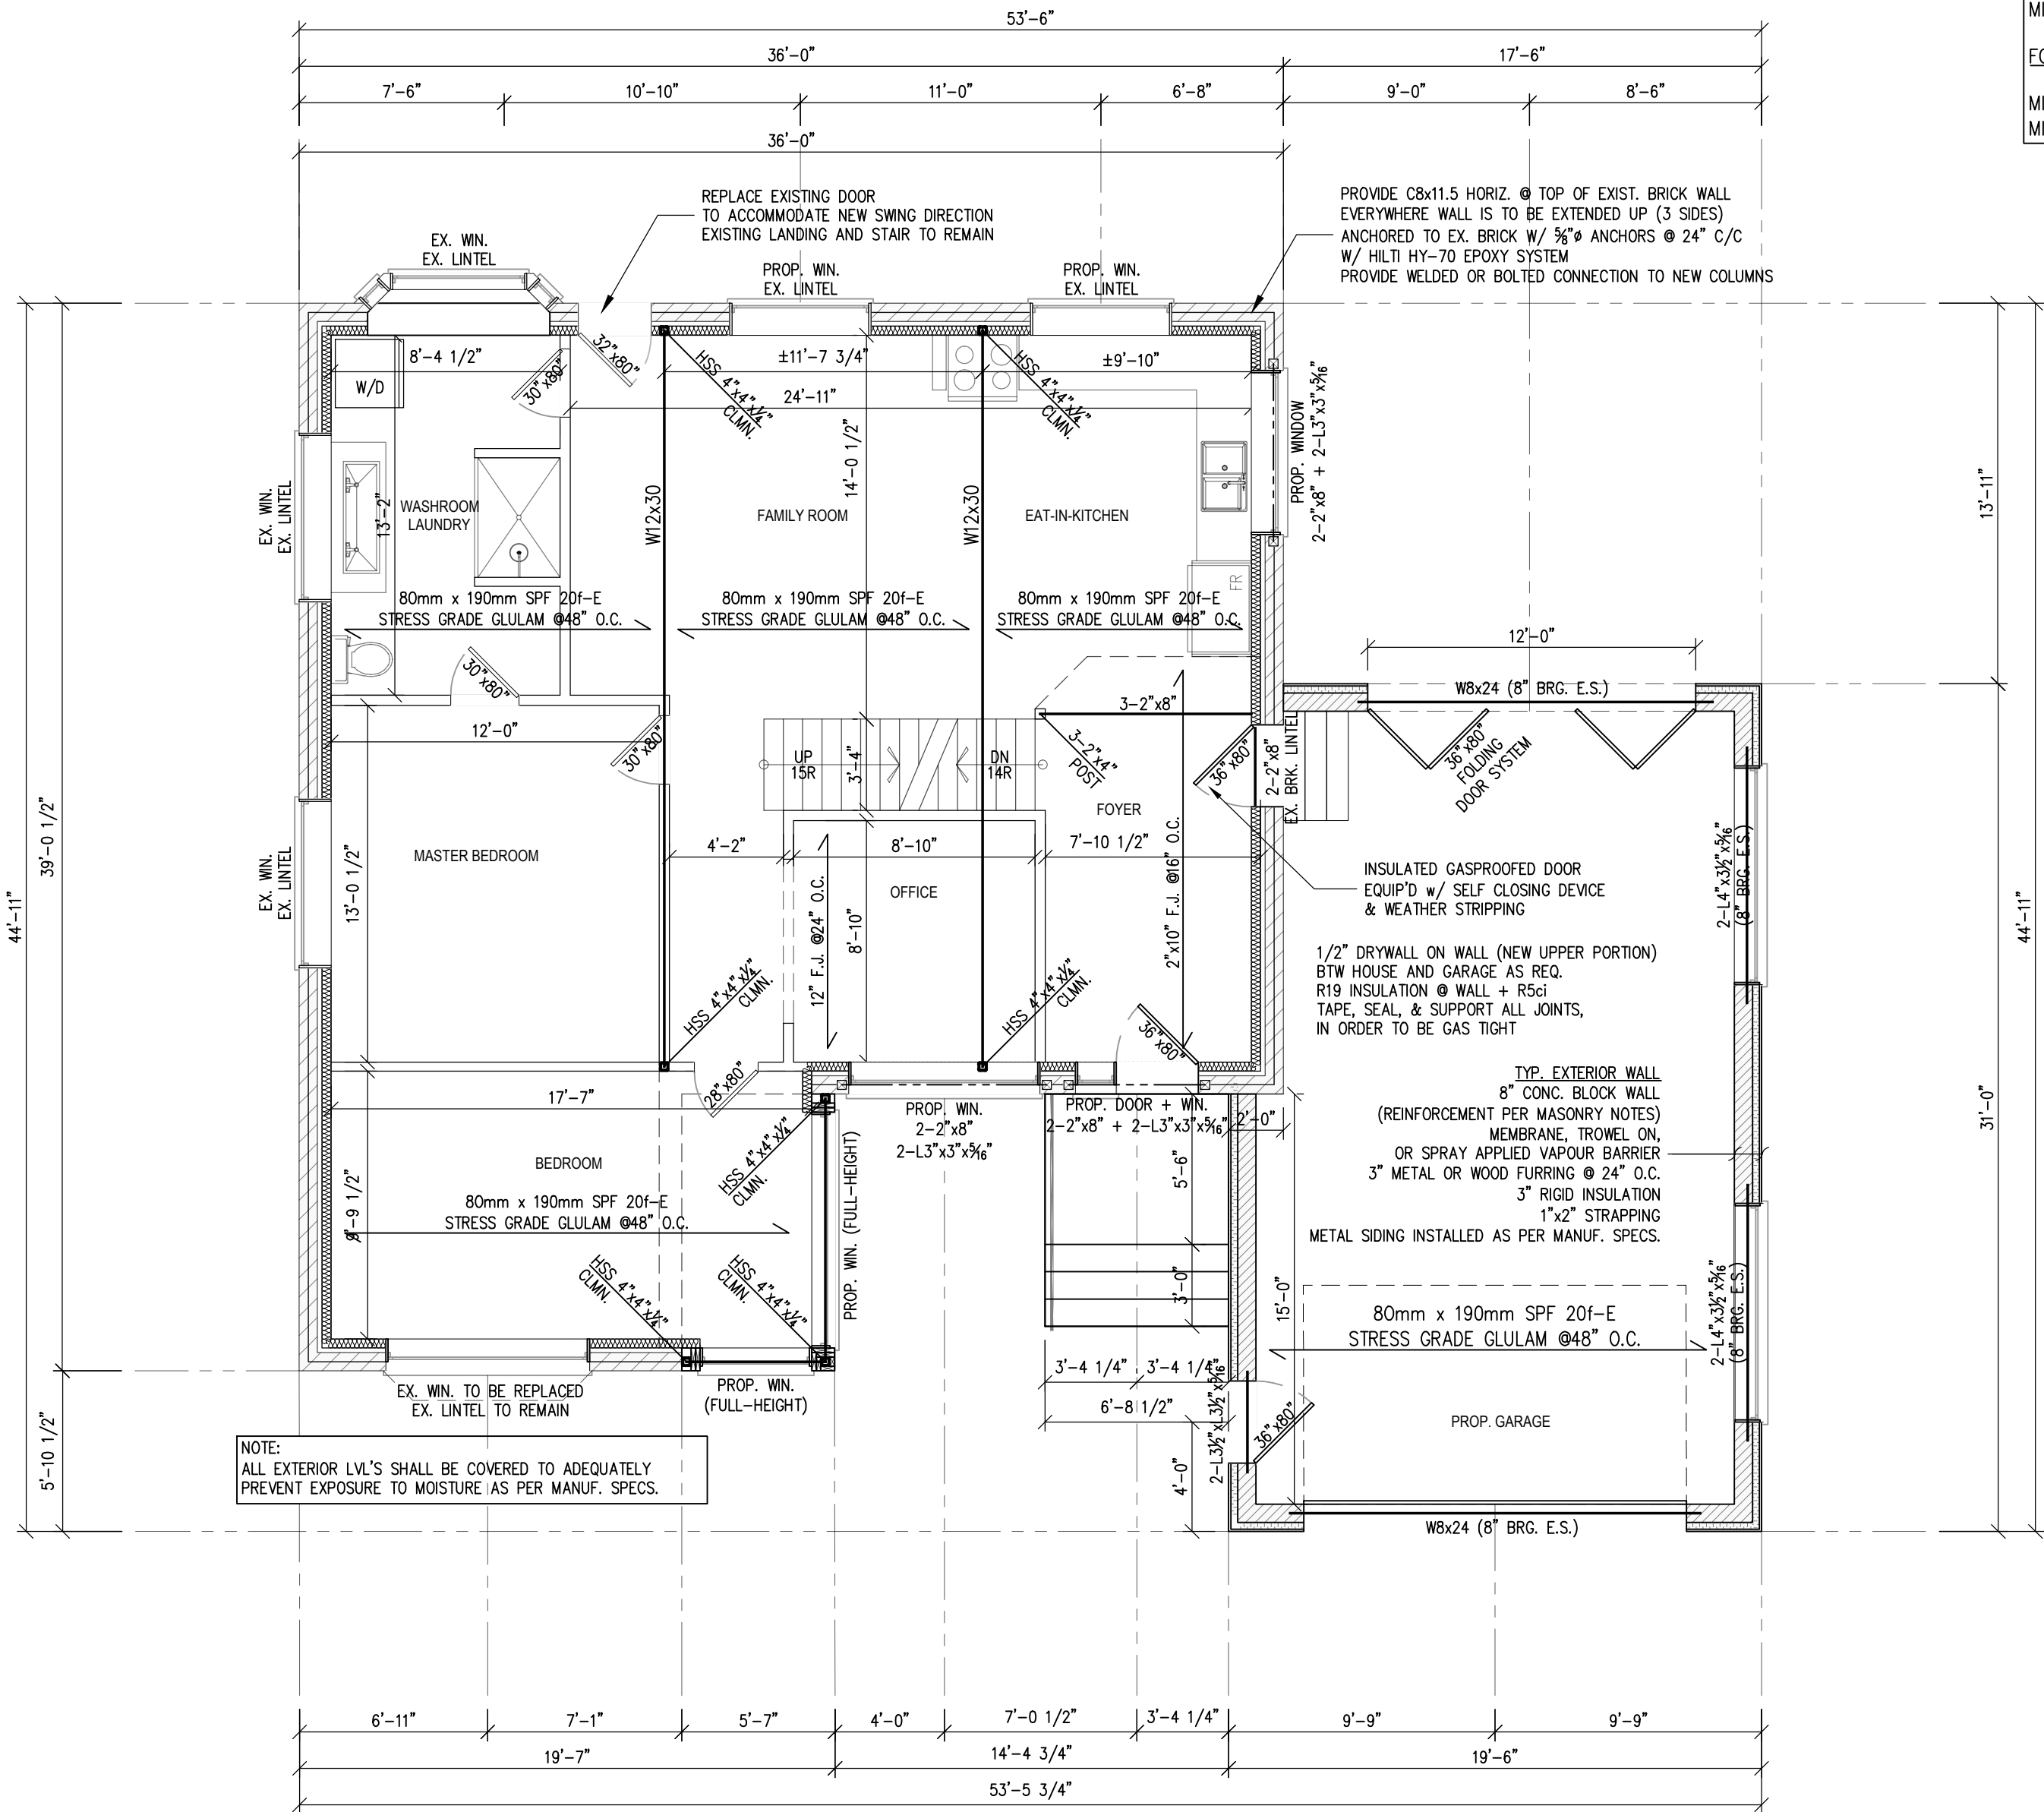 53'-6"
36'-0"
17'-6"
7'-6"
10'-10"
11'-0"
6'-8"
9'-0"
8'-6"
36'-0"
REPLACE EXISTING DOOR
TO ACCOMMODATE NEW SWING DIRECTION
EXISTING LANDING AND STAIR TO REMAIN
PROVIDE C8x11.5 HORIZ. @ TOP OF EXIST. BRICK WALL
EVERYWHERE WALL IS TO BE EXTENDED UP (3 SIDES)
ANCHORED TO EX. BRICK W/ ⅝"ø ANCHORS @ 24" C/C
W/ HILTI HY-70 EPOXY SYSTEM
PROVIDE WELDED OR BOLTED CONNECTION TO NEW COLUMNS
EX. WIN.
EX. LINTEL
PROP. WIN.
EX. LINTEL
PROP. WIN.
EX. LINTEL
8'-4 1/2"
W/D
30"x80"
32"x80"
±11'-7 3/4"
±9'-10"
HSS 4"x4"x¼"
CLMN.
HSS 4"x4"x¼"
CLMN.
24'-11"
14'-0 1/2"
PROP. WINDOW
2-2"x8" + 2-L3"x3"x5⁄16"
EX. WIN.
EX. LINTEL
13'-2"
WASHROOM
LAUNDRY
W12x30
FAMILY ROOM
W12x30
EAT-IN-KITCHEN
FR
13'-11"
80mm x 190mm SPF 20f-E
STRESS GRADE GLULAM @48" O.C.
80mm x 190mm SPF 20f-E
STRESS GRADE GLULAM @48" O.C.
80mm x 190mm SPF 20f-E
STRESS GRADE GLULAM @48" O.C.
30"x80"
12'-0"
W8x24 (8" BRG. E.S.)
3-2"x8"
12'-0"
30"x80"
UP
15R
3'-4"
DN
14R
3-2"x4"
POST
36"x80"
2-2"x8"
EX. BRK. LINTEL
36"x80"
FOLDING
DOOR SYSTEM
FOYER
44'-11"
39'-0 1/2"
EX. WIN.
EX. LINTEL
MASTER BEDROOM
13'-0 1/2"
4'-2"
8'-10"
7'-10 1/2"
OFFICE
12" F.J. @24" O.C.
8'-10"
2"x10" F.J. @16" O.C.
INSULATED GASPROOFED DOOR
EQUIP'D w/ SELF CLOSING DEVICE
& WEATHER STRIPPING
2-L4"x3½"x5⁄16"
(8" BRG. E.S.)
44'-11"
1/2" DRYWALL ON WALL (NEW UPPER PORTION)
BTW HOUSE AND GARAGE AS REQ.
R19 INSULATION @ WALL + R5ci
TAPE, SEAL, & SUPPORT ALL JOINTS,
IN ORDER TO BE GAS TIGHT
HSS 4"x4"x¼"
CLMN.
HSS 4"x4"x¼"
CLMN.
36"x80"
28"x80"
17'-7"
PROP. WIN.
2-2"x8"
2-L3"x3"x5⁄16"
PROP. DOOR + WIN.
2-2"x8" + 2-L3"x3"x5⁄16"
2'-0"
TYP. EXTERIOR WALL
8" CONC. BLOCK WALL
(REINFORCEMENT PER MASONRY NOTES)
MEMBRANE, TROWEL ON,
OR SPRAY APPLIED VAPOUR BARRIER
3" METAL OR WOOD FURRING @ 24" O.C.
3" RIGID INSULATION
1"x2" STRAPPING
METAL SIDING INSTALLED AS PER MANUF. SPECS.
31'-0"
BEDROOM
HSS 4"x4"x¼"
CLMN.
PROP. WIN. (FULL-HEIGHT)
5'-6"
80mm x 190mm SPF 20f-E
STRESS GRADE GLULAM @48" O.C.
HSS 4"x4"x¼"
CLMN.
HSS 4"x4"x¼"
CLMN.
3'-0"
15'-0"
80mm x 190mm SPF 20f-E
STRESS GRADE GLULAM @48" O.C.
2-L4"x3½"x5⁄16"
(8" BRG. E.S.)
EX. WIN. TO BE REPLACED
EX. LINTEL TO REMAIN
PROP. WIN.
(FULL-HEIGHT)
3'-4 1/4"
3'-4 1/4"
6'-8 1/2"
2-L3½"xL3½"x5⁄16"
36"x80"
PROP. GARAGE
5'-10 1/2"
4'-0"
NOTE:
ALL EXTERIOR LVL'S SHALL BE COVERED TO ADEQUATELY
PREVENT EXPOSURE TO MOISTURE AS PER MANUF. SPECS.
W8x24 (8" BRG. E.S.)
6'-11"
7'-1"
5'-7"
4'-0"
7'-0 1/2"
3'-4 1/4"
9'-9"
9'-9"
19'-7"
14'-4 3/4"
19'-6"
53'-5 3/4"